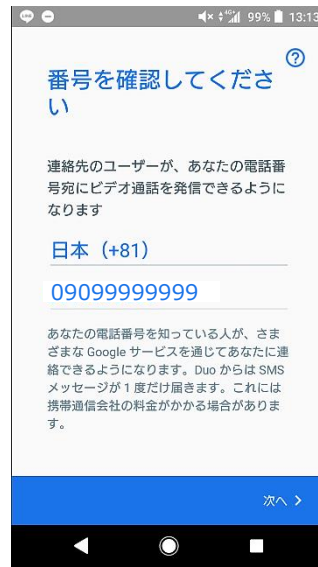 LINE 4G 99% 13:13
番号を確認してくださ
い
連絡先のユーザーが、あなたの電話番
号宛にビデオ通話を発信できるように
なります
日本（+81）
09099999999
あなたの電話番号を知っている人が、さま
ざまな Google サービスを通じてあなたに連
絡できるようになります。Duo からは SMS
メッセージが 1 度だけ届きます。これには
携帯通信会社の料金がかかる場合がありま
す。
次へ